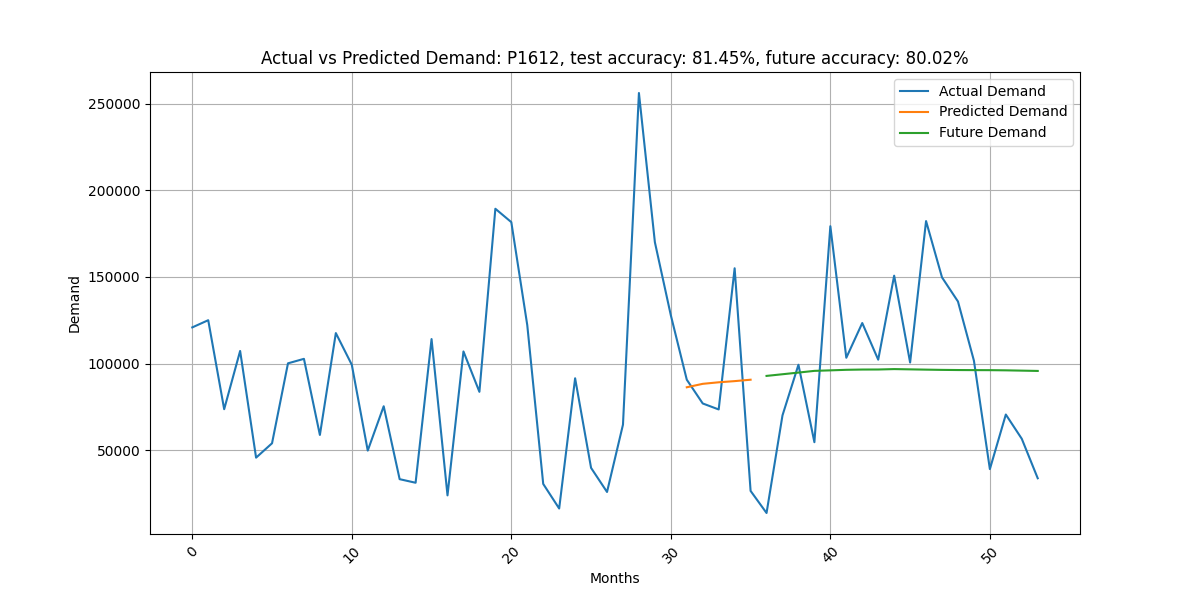 Actual vs Predicted Demand: P1612, test accuracy: 81.45%, future accuracy: 80.02%
Actual Demand
Predicted Demand
Future Demand
250000
200000
150000
100000
50000
Demand
0
10
20
30
40
50
Months